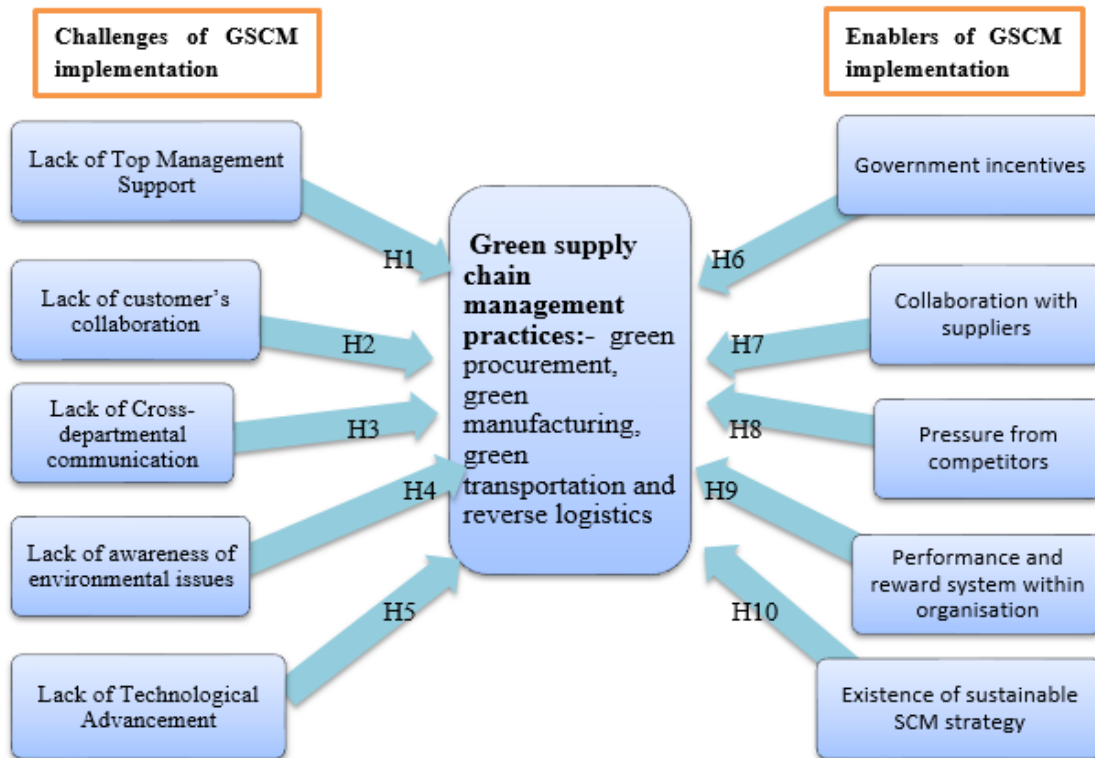 Challenges of GSCM
implementation
Enablers of GSCM
implementation
Lack of Top Management
Support
H1
Lack of customer’s
collaboration
H2
Lack of Cross-
departmental
communication
H3
Lack of awareness of
environmental issues
H4
Lack of Technological
Advancement
H5
Green supply
chain
management
practices:- green
procurement,
green
manufacturing,
green
transportation and
reverse logistics
Government incentives
H6
Collaboration with
suppliers
H7
Pressure from
competitors
H8
Performance and
reward system within
organisation
H9
Existence of sustainable
SCM strategy
H10